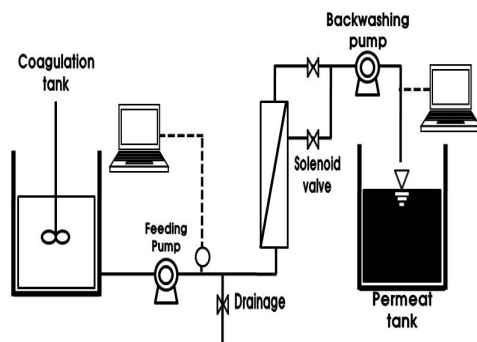 Coagulation
tank
Backwashing
pump
Solenoid
valve
Feeding
Pump
Drainage
Permeat
tank